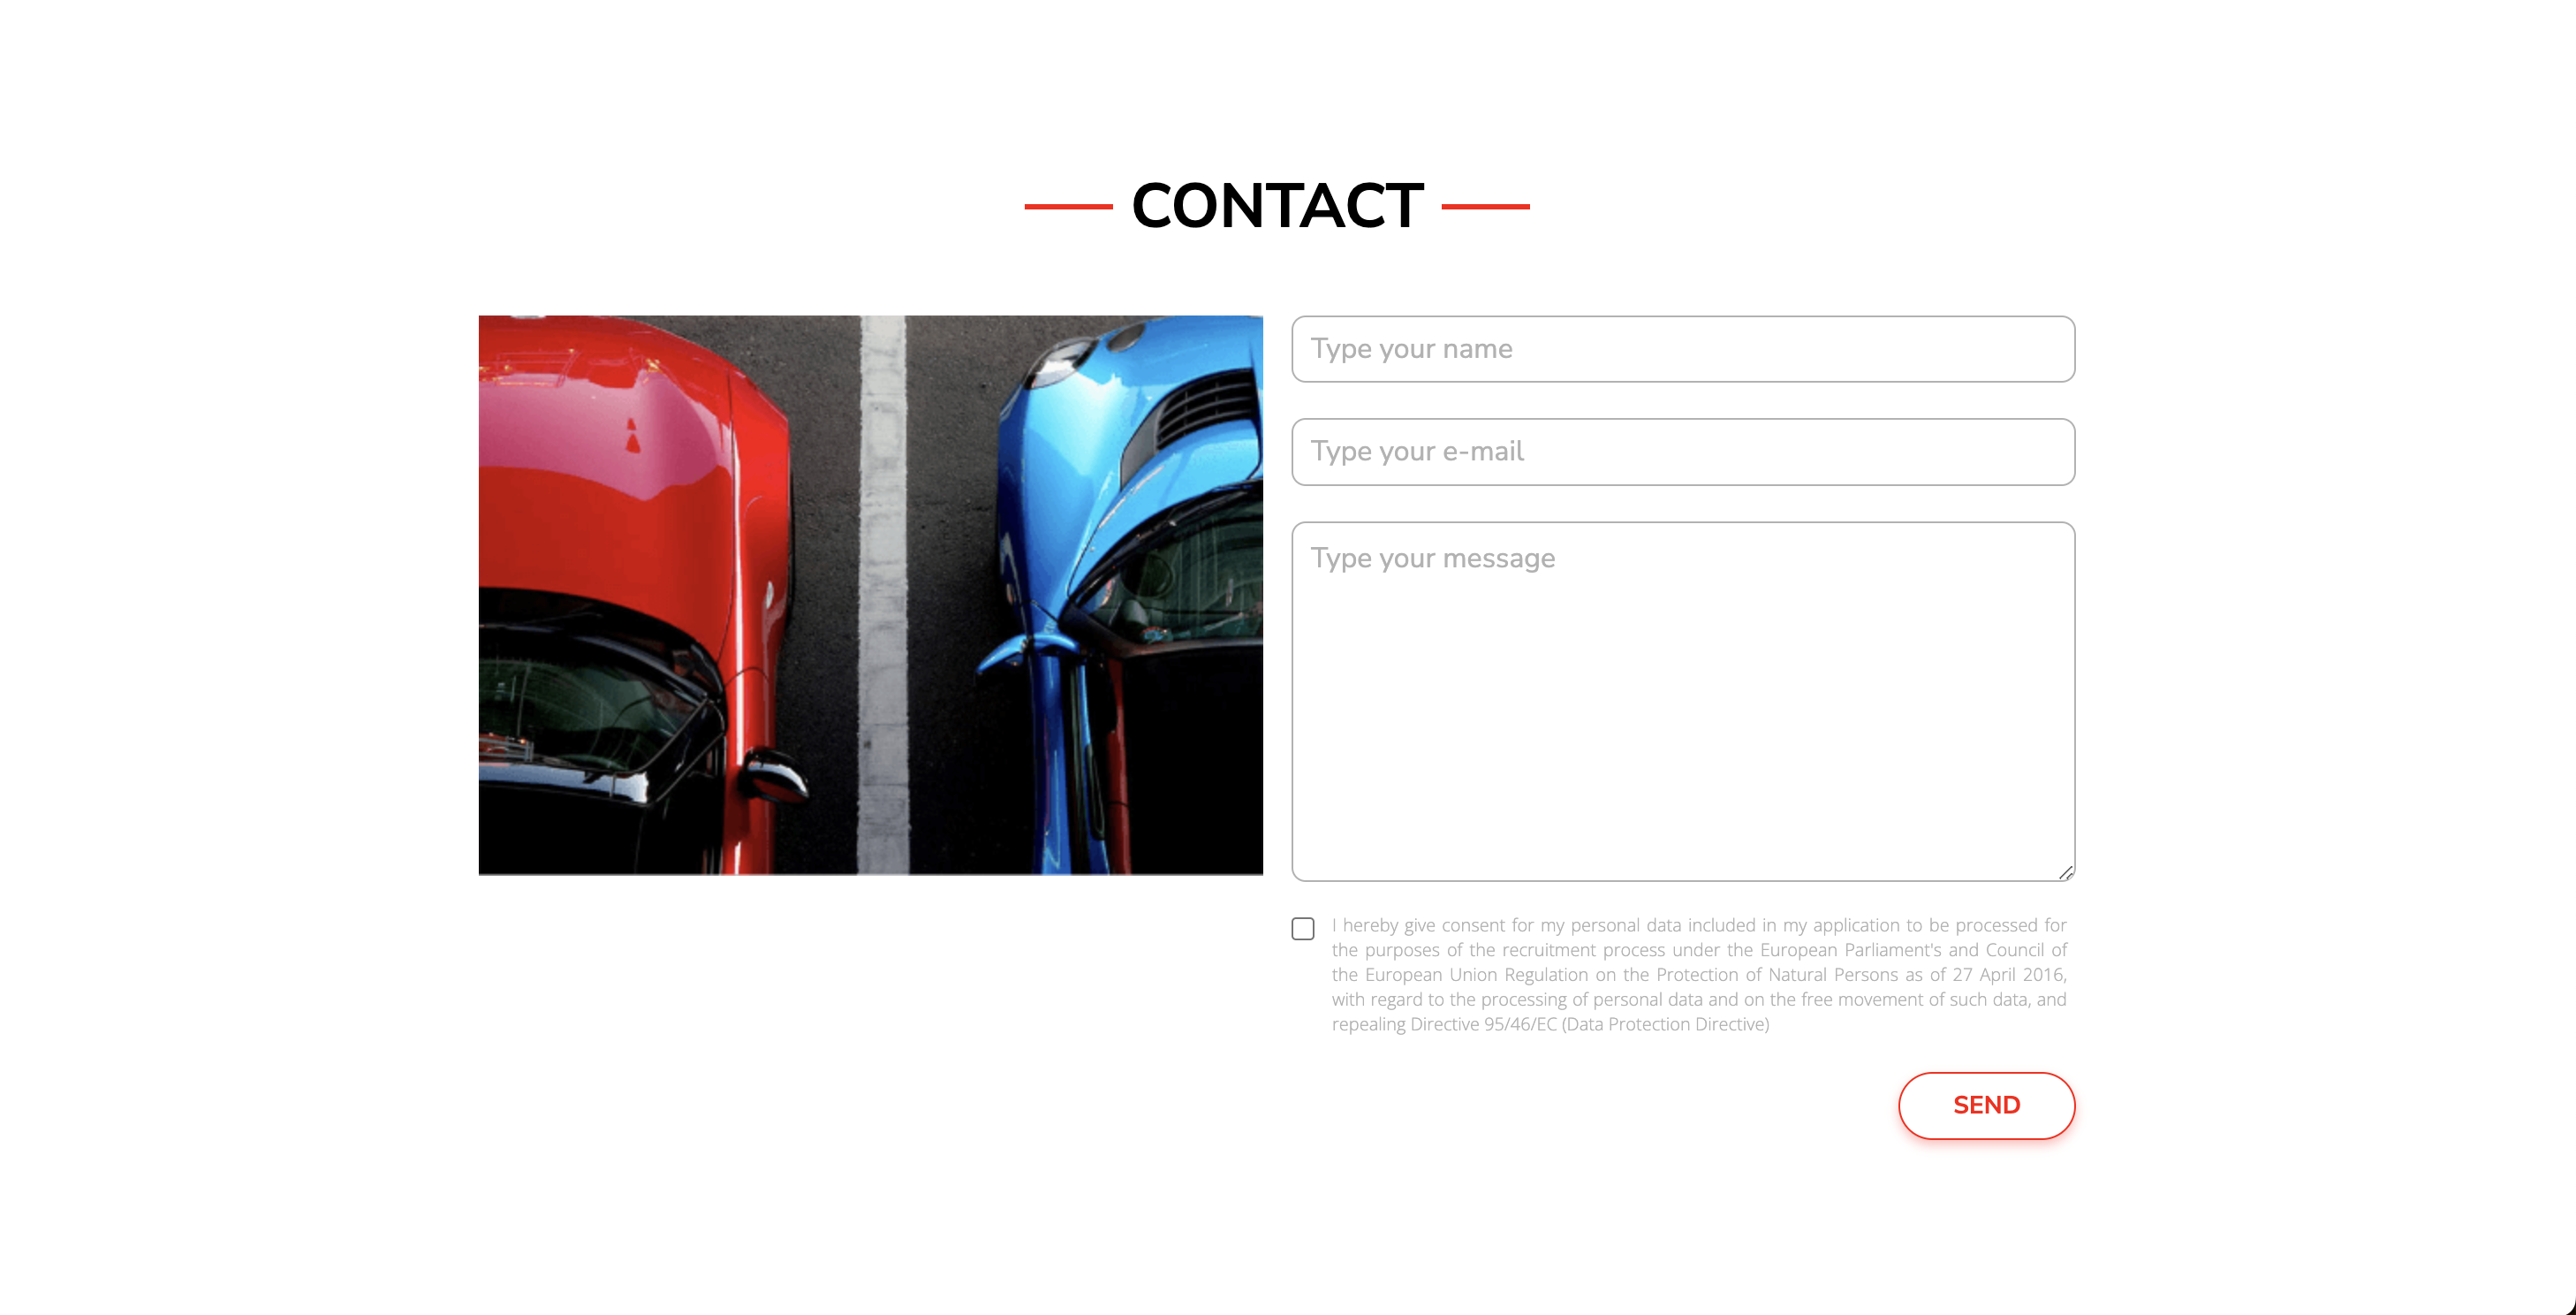 CONTACT
Type your name
Type your e-mail
Type your message
I hereby give consent for my personal data included in my application to be processed for
the purposes of the recruitment process under the European Parliament's and Council of
the European Union Regulation on the Protection of Natural Persons as of 27 April 2016,
with regard to the processing of personal data and on the free movement of such data, and
repealing Directive 95/46/EC (Data Protection Directive)
SEND